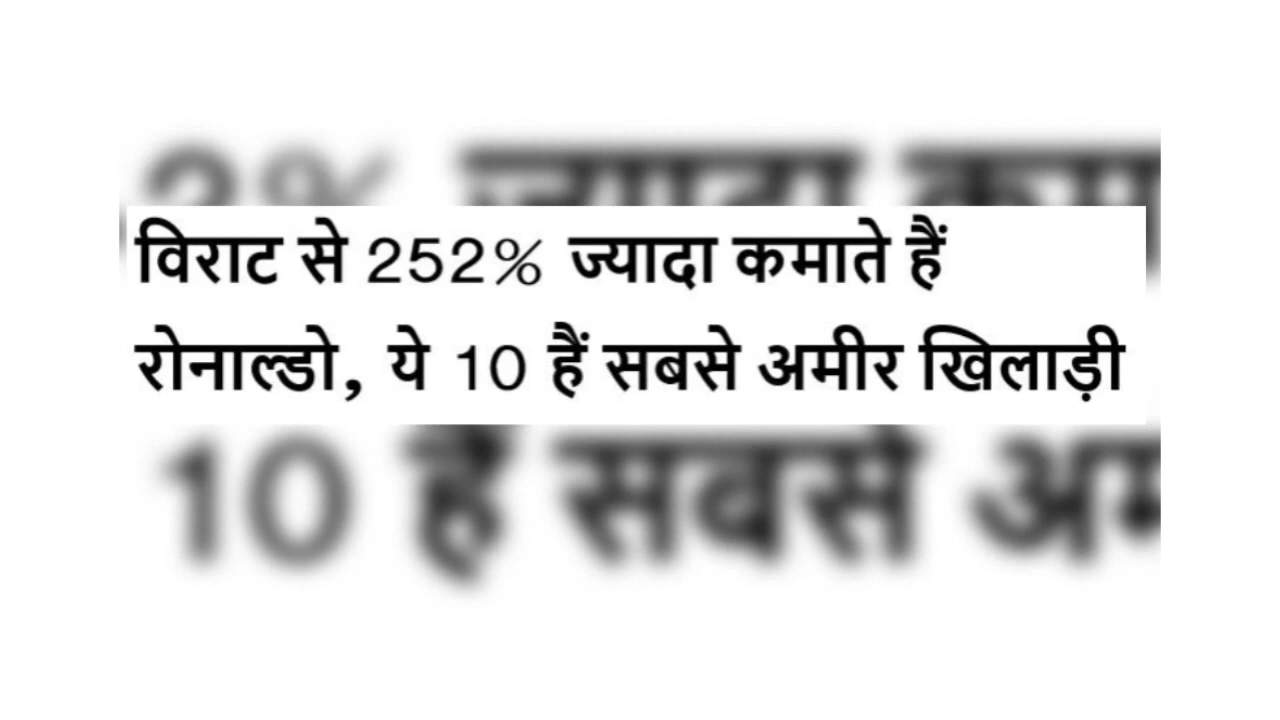 विराट से 252% ज्यादा कमाते हैं
रोनाल्डो, ये 10 हैं सबसे अमीर खिलाड़ी